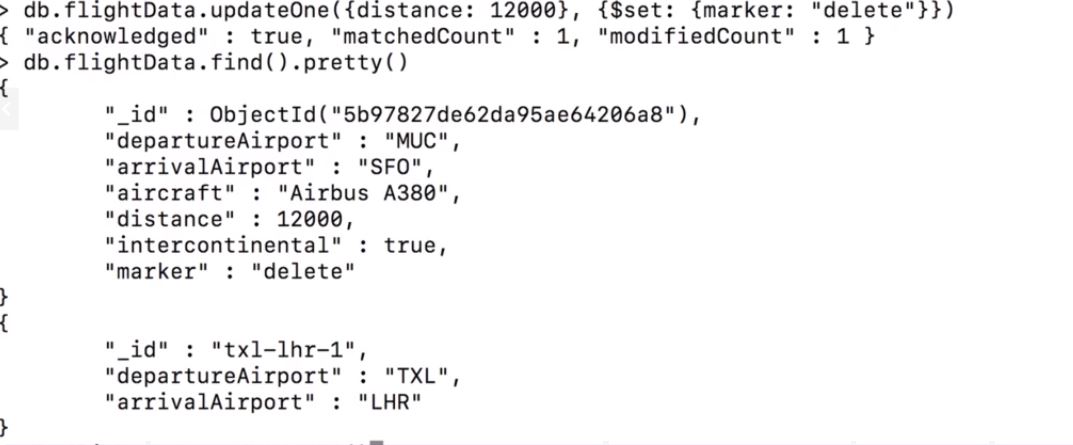 > db.flightData.updateOne({distance: 12000}, {$set: {marker: "delete"}})
{ "acknowledged" : true, "matchedCount" : 1, "modifiedCount" : 1 }
> db.flightData.find().pretty()
{
"_id" : ObjectId("5b97827de62da95ae64206a8"),
"departureAirport" : "MUC",
"arrivalAirport" : "SFO",
"aircraft" : "Airbus A380",
"distance" : 12000,
"intercontinental" : true,
"marker" : "delete"
}
{
"_id" : "txl-lhr-1",
"departureAirport" : "TXL",
"arrivalAirport" : "LHR"
}